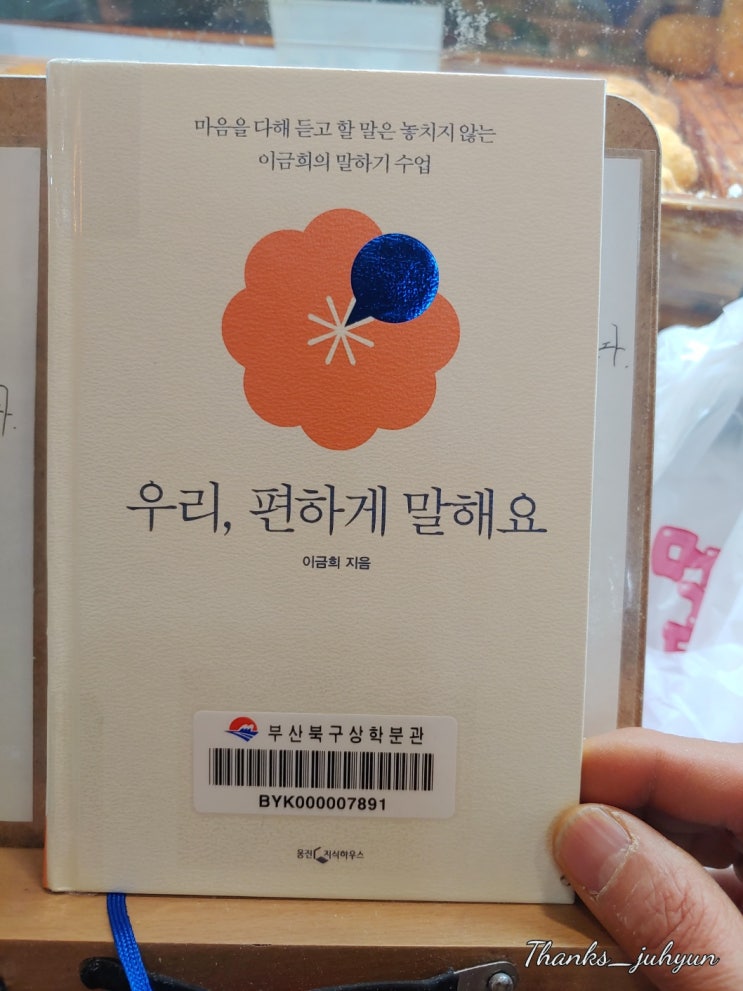 마음을 다해 듣고 할 말은 놓치지 않는
이금희의 말하기 수업
우리, 편하게 말해요
이금희 지음
부산북구상학분관
BYK000007891
웅진 지식하우스
다.
Thanks_juhyun